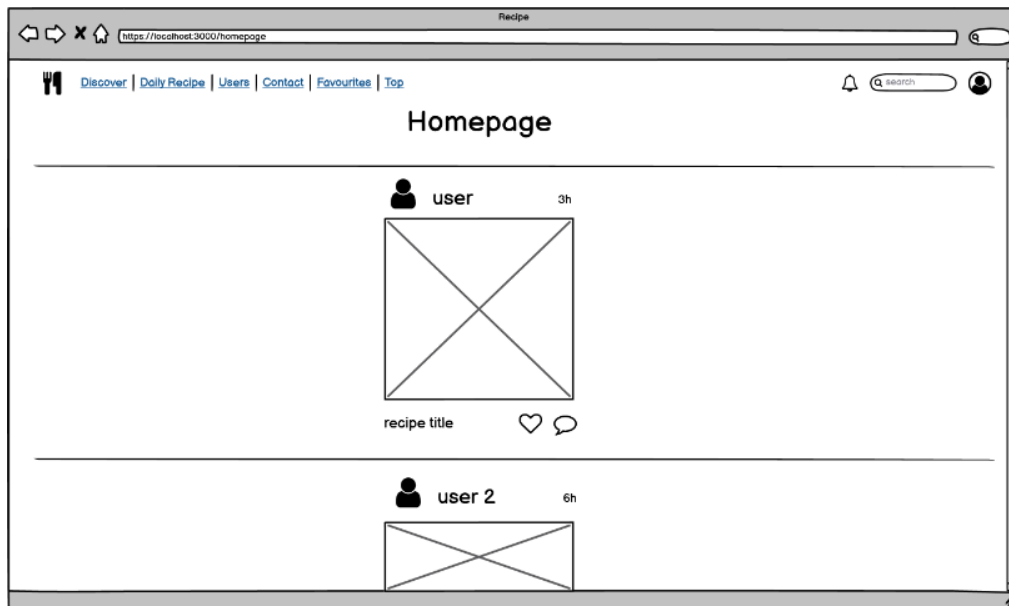 Recipe
https://localhost:3000/homepage
Discover | Daily Recipe | Users | Contact | Favourites | Top
search
Homepage
user 3h
recipe title
user 2 6h